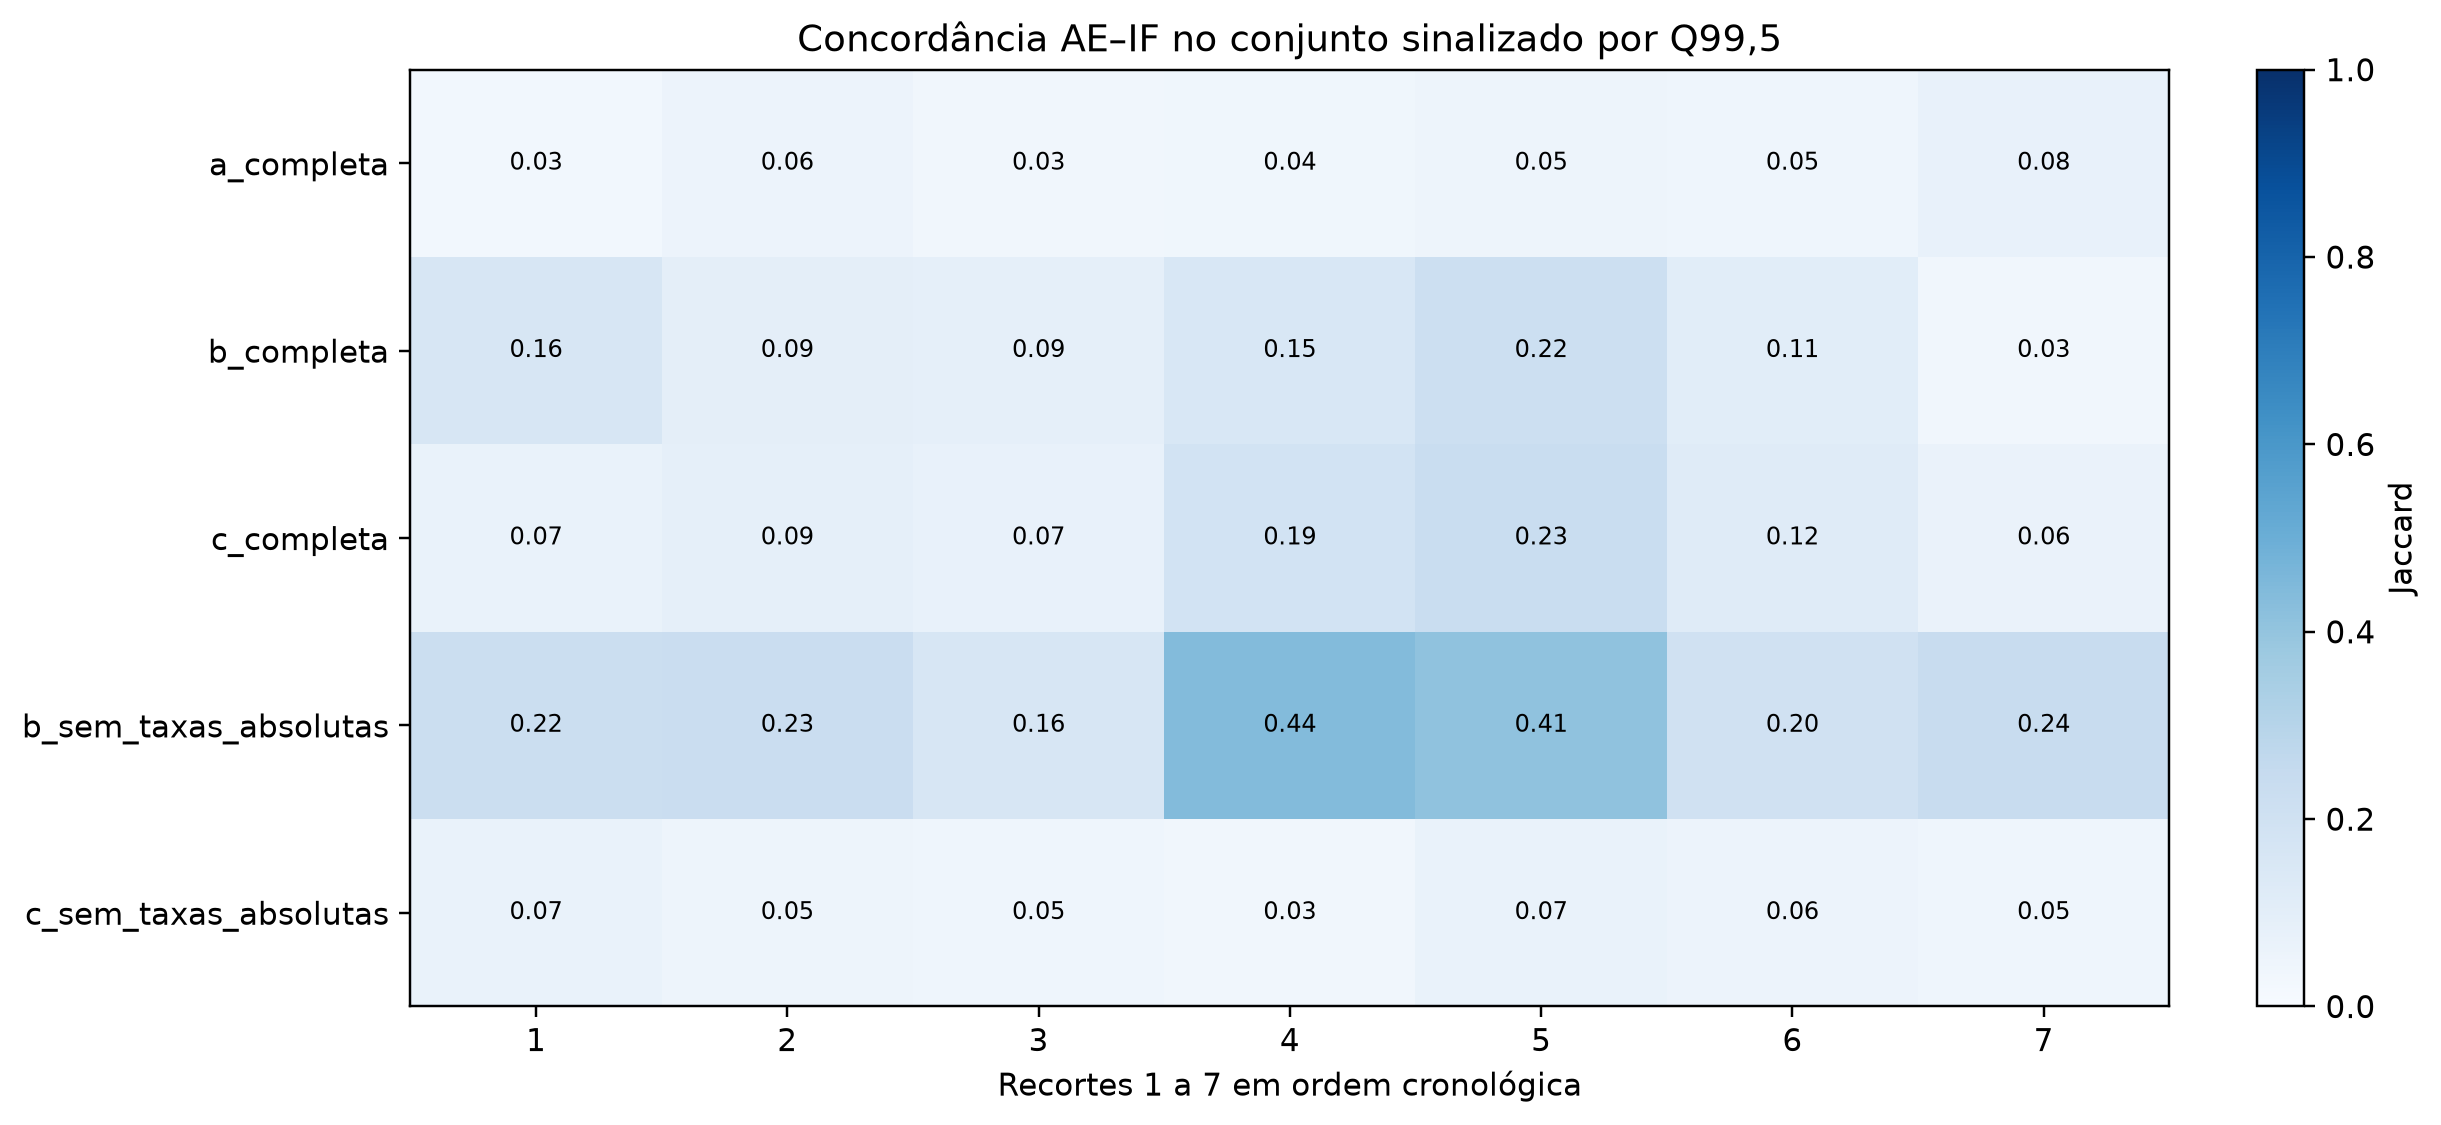 Concordância AE–IF no conjunto sinalizado por Q99,5
a_completa 0.03 0.06 0.03 0.04 0.05 0.05 0.08
b_completa 0.16 0.09 0.09 0.15 0.22 0.11 0.03
c_completa 0.07 0.09 0.07 0.19 0.23 0.12 0.06
b_sem_taxas_absolutas 0.22 0.23 0.16 0.44 0.41 0.20 0.24
c_sem_taxas_absolutas 0.07 0.05 0.05 0.03 0.07 0.06 0.05
1 2 3 4 5 6 7
Recortes 1 a 7 em ordem cronológica
1.0
0.8
0.6
0.4
0.2
0.0
Jaccard